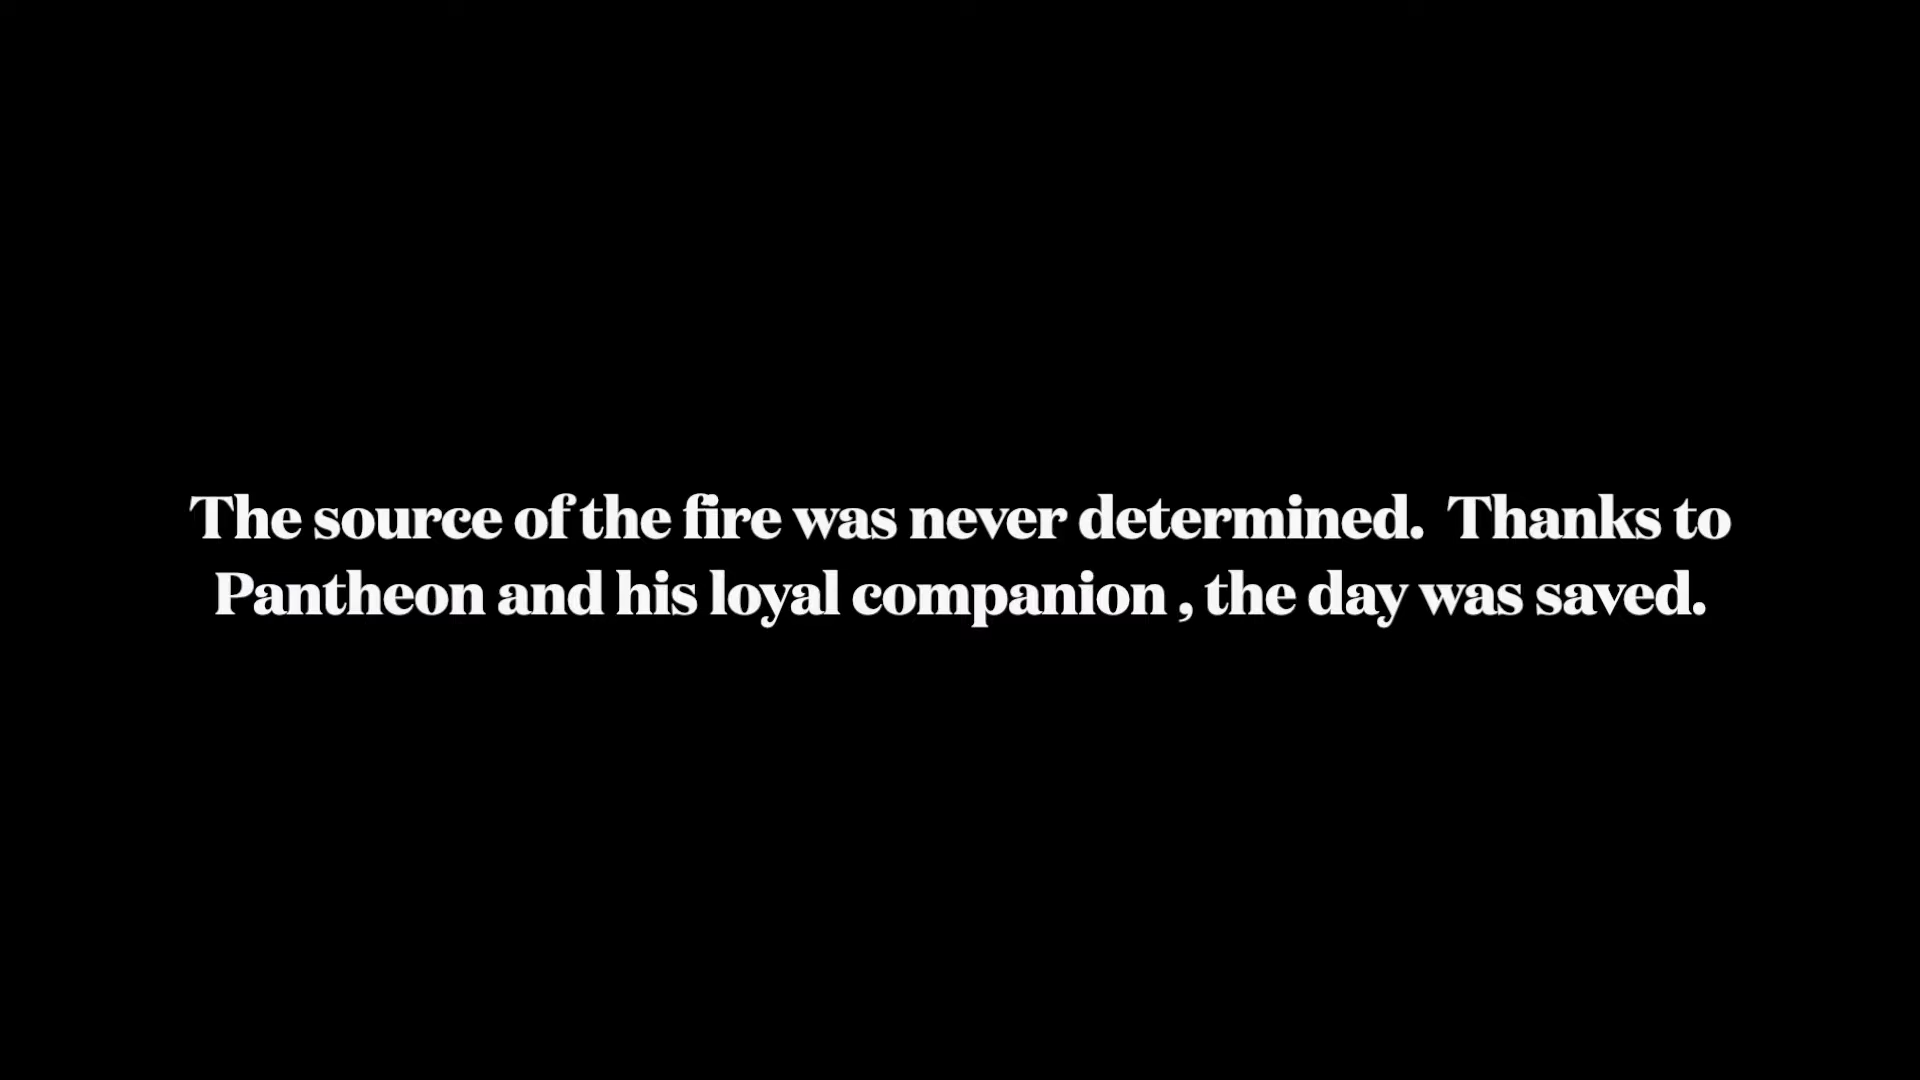 The source of the fire was never determined.  Thanks to
Pantheon and his loyal companion , the day was saved.